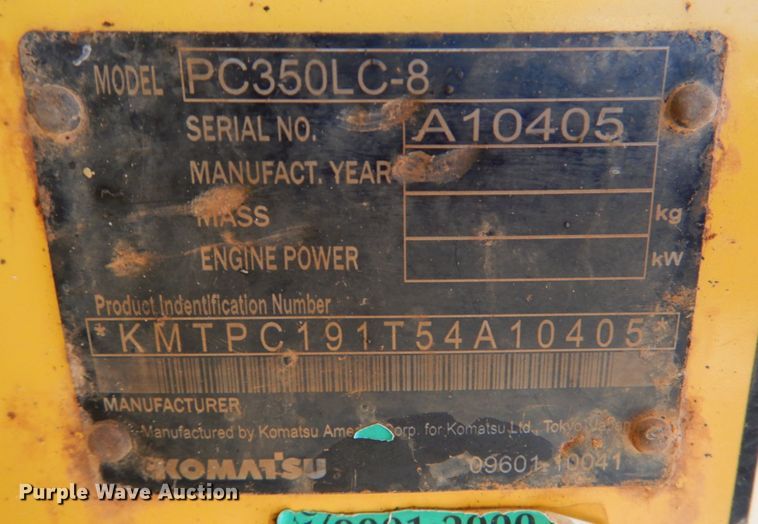 MODEL PC350LC-8
SERIAL NO. A10405
MANUFACT. YEAR
MASS kg
ENGINE POWER kW
Product Indentification Number
*KMTPC191T54A10405*
MANUFACTURER
Manufactured by Komatsu America Corp. for Komatsu Ltd., Tokyo Japan
KOMATSU 09601-10041
Purple Wave Auction